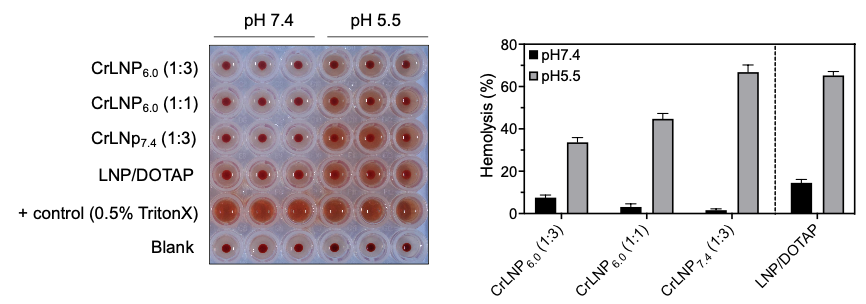 pH 7.4 pH 5.5
CrLNP6.0 (1:3)
CrLNP6.0 (1:1)
CrLNp7.4 (1:3)
LNP/DOTAP
+ control (0.5% TritonX)
Blank
80
60
40
20
0
Hemolysis (%)
pH7.4
pH5.5
CrLNP6.0 (1:3)
CrLNP6.0 (1:1)
CrLNP7.4 (1:3)
LNP/DOTAP